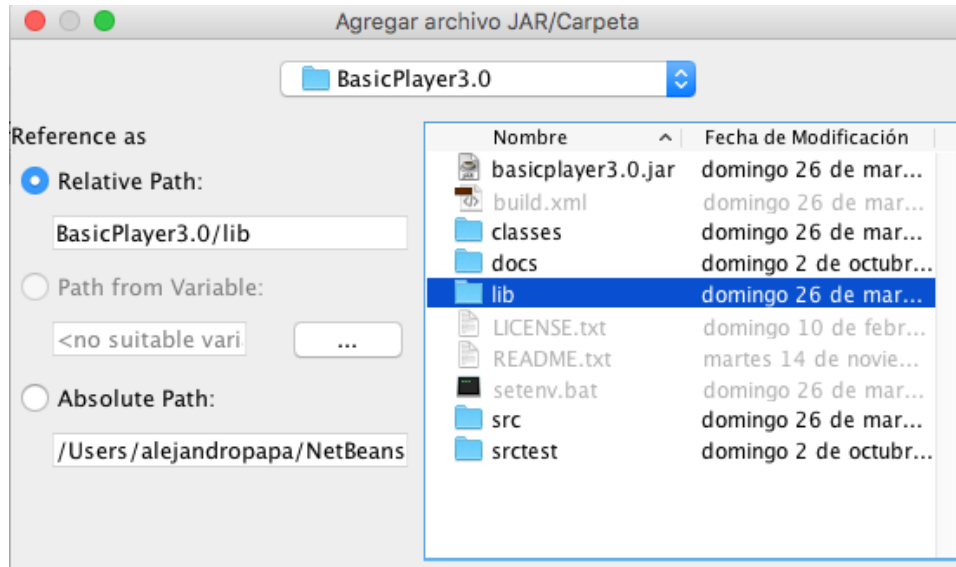 Agregar archivo JAR/Carpeta
BasicPlayer3.0
Reference as
Relative Path:
BasicPlayer3.0/lib
Path from Variable:
<no suitable vari
...
Absolute Path:
/Users/alejandropapa/NetBeans
Nombre Fecha de Modificación
basicplayer3.0.jar domingo 26 de mar...
build.xml domingo 26 de mar...
classes domingo 26 de mar...
docs domingo 2 de octubr...
lib domingo 26 de mar...
LICENSE.txt domingo 10 de febr...
README.txt martes 14 de novie...
setenv.bat domingo 26 de mar...
src domingo 26 de mar...
srctest domingo 2 de octubr...